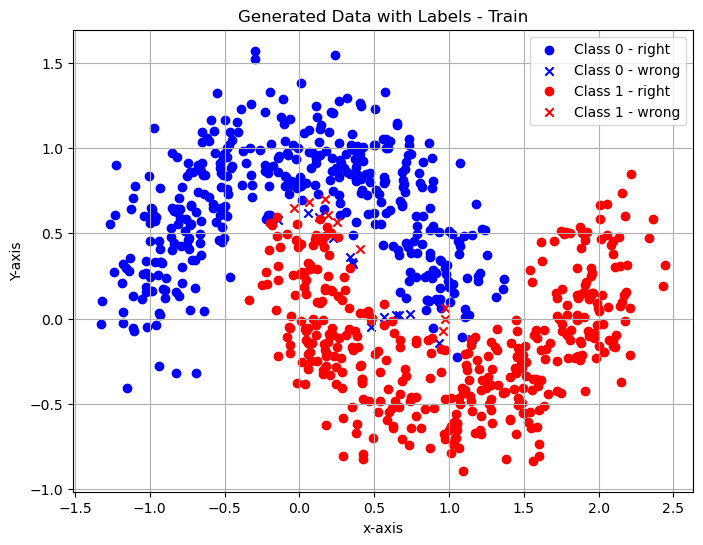 Generated Data with Labels - Train
Class 0 - right
Class 0 - wrong
Class 1 - right
Class 1 - wrong
Y-axis
1.5
1.0
0.5
0.0
−0.5
−1.0
−1.5
−1.0
−0.5
0.0
0.5
1.0
1.5
2.0
2.5
x-axis